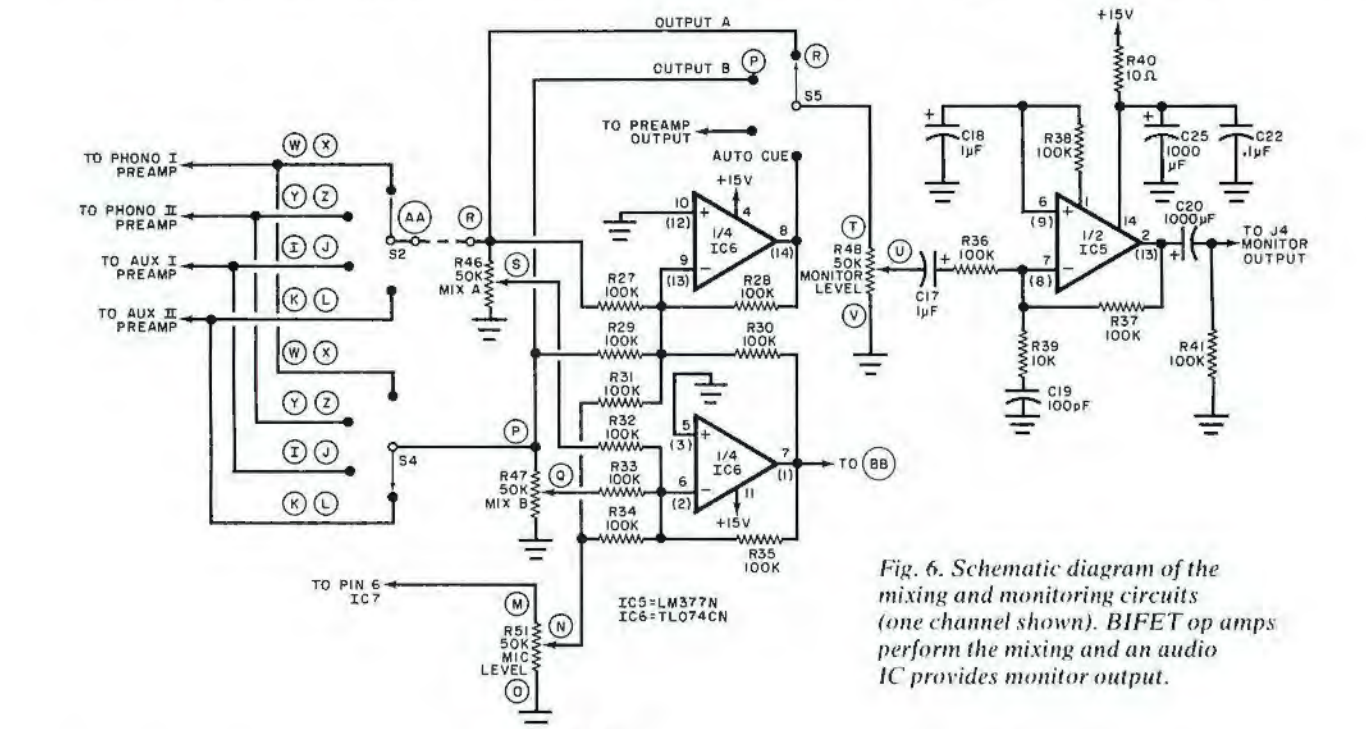 OUTPUT A
OUTPUT B
P
R
S5
TO PREAMP
OUTPUT
AUTO CUE
TO PHONO I
PREAMP
W X
TO PHONO II
PREAMP
Y Z
TO AUX I
PREAMP
I J
TO AUX II
PREAMP
K L
W X
Y Z
I J
K L
AA
S2
R
S4
P
R46
50K
MIX A
S
R47
50K
MIX B
Q
+15V
10
(12)
+
4
1/4
IC6
8
(14)
9
(13)
−
R27
100K
R28
100K
R29
100K
R30
100K
R31
100K
R32
100K
R33
100K
R34
100K
R35
100K
5
(3)
+
1/4
IC6
7
(1)
6
(2)
−
11
+15V
TO BB
TO PIN 6
IC7
M
R51
50K
MIC
LEVEL
N
O
IC5=LM377N
IC6=TL074CN
T
R48
50K
MONITOR
LEVEL
U
V
+
C17
1µF
R36
100K
+
C18
1µF
R38
100K
+15V
R40
10Ω
+
C25
1000
µF
C22
.1µF
6
(9)
+
1
14
1/2
IC5
2
(13)
7
(8)
−
C20
1000µF
+
TO J4
MONITOR
OUTPUT
R37
100K
R39
10K
C19
100pF
R41
100K
Fig. 6. Schematic diagram of the
mixing and monitoring circuits
(one channel shown). BIFET op amps
perform the mixing and an audio
IC provides monitor output.